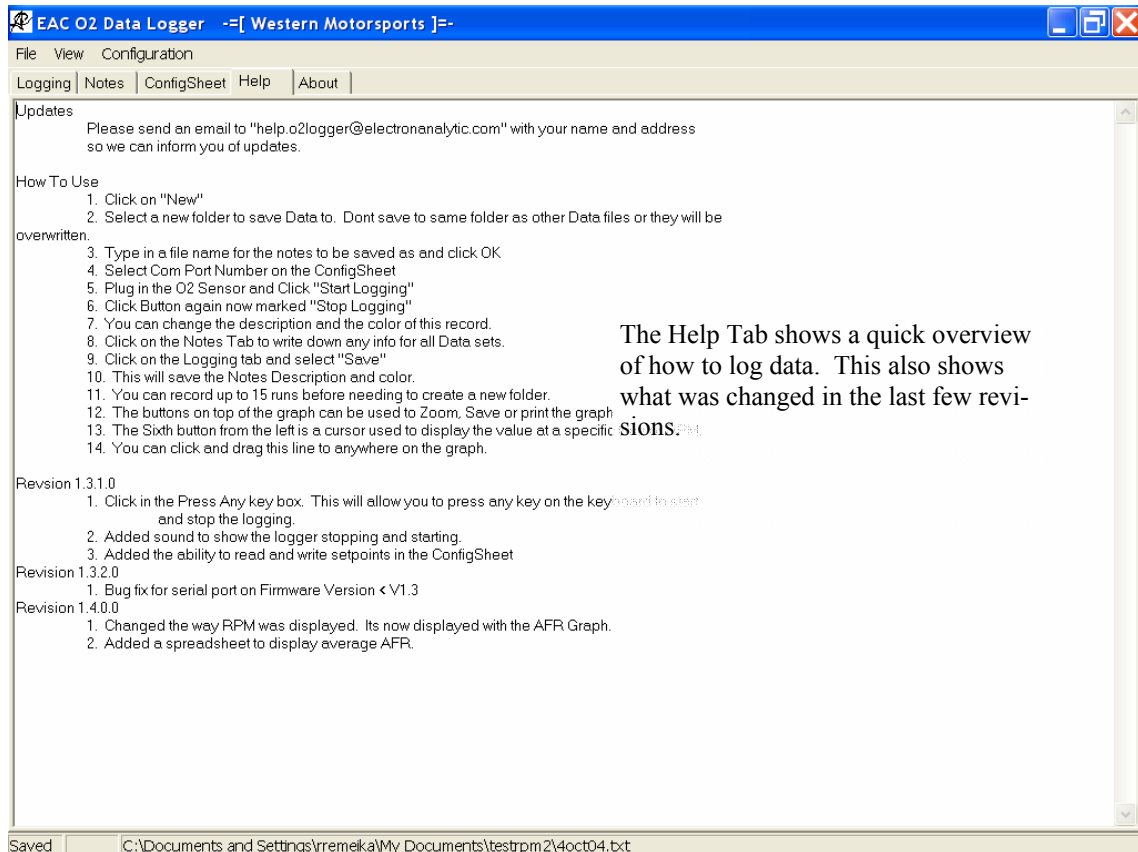 EAC O2 Data Logger -=[ Western Motorsports ]=-
File View Configuration
Logging Notes ConfigSheet Help About
Updates
Please send an email to "help.o2logger@electronanalytic.com" with your name and address
so we can inform you of updates.
How To Use
1. Click on "New"
2. Select a new folder to save Data to. Dont save to same folder as other Data files or they will be
overwritten.
3. Type in a file name for the notes to be saved as and click OK
4. Select Com Port Number on the ConfigSheet
5. Plug in the O2 Sensor and Click "Start Logging"
6. Click Button again now marked "Stop Logging"
7. You can change the description and the color of this record.
8. Click on the Notes Tab to write down any info for all Data sets.
9. Click on the Logging tab and select "Save"
10. This will save the Notes Description and color.
11. You can record up to 15 runs before needing to create a new folder.
12. The buttons on top of the graph can be used to Zoom, Save or print the graph
13. The Sixth button from the left is a cursor used to display the value at a specific
14. You can click and drag this line to anywhere on the graph.
Revsion 1.3.1.0
1. Click in the Press Any key box. This will allow you to press any key on the keyboard to start
and stop the logging.
2. Added sound to show the logger stopping and starting.
3. Added the ability to read and write setpoints in the ConfigSheet
Revision 1.3.2.0
1. Bug fix for serial port on Firmware Version < V1.3
Revision 1.4.0.0
1. Changed the way RPM was displayed. Its now displayed with the AFR Graph.
2. Added a spreadsheet to display average AFR.
The Help Tab shows a quick overview
of how to log data. This also shows
what was changed in the last few revi-
sions.
Saved C:\Documents and Settings\rremeika\My Documents\testrpm2\4oct04.txt